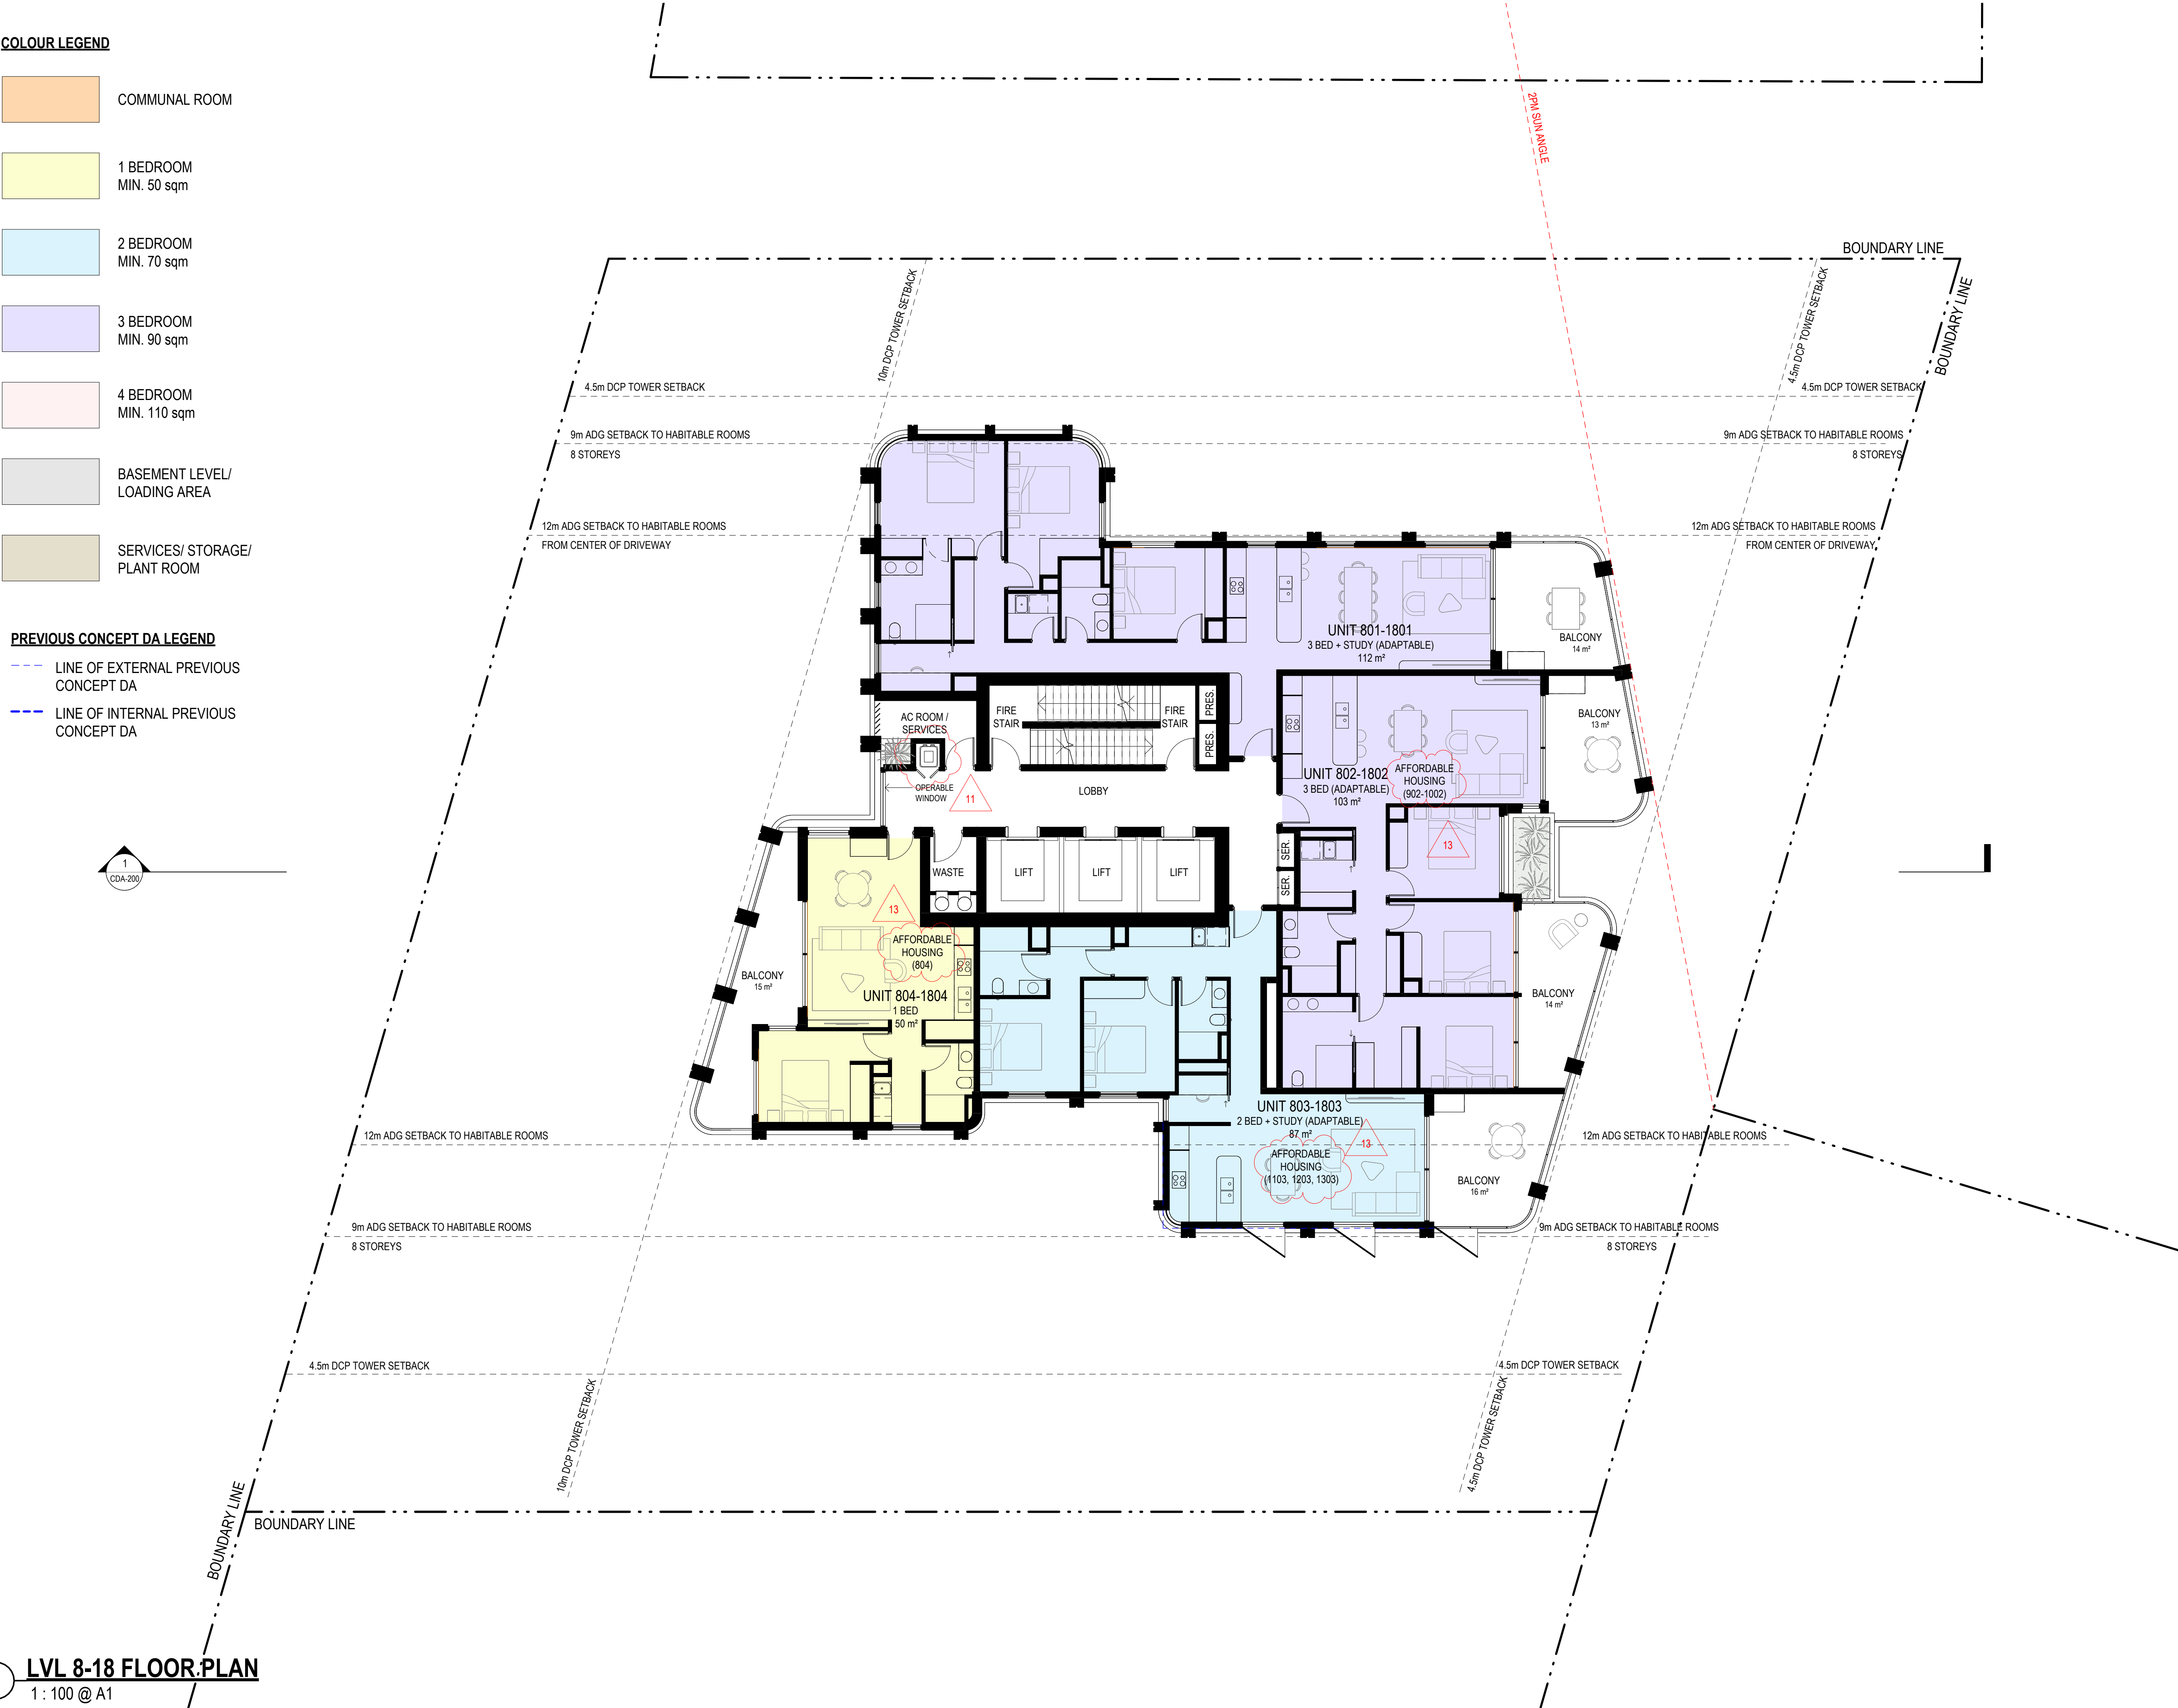 COLOUR LEGEND
COMMUNAL ROOM
1 BEDROOM
MIN. 50 sqm
2 BEDROOM
MIN. 70 sqm
3 BEDROOM
MIN. 90 sqm
4 BEDROOM
MIN. 110 sqm
BASEMENT LEVEL/
LOADING AREA
SERVICES/ STORAGE/
PLANT ROOM
PREVIOUS CONCEPT DA LEGEND
LINE OF EXTERNAL PREVIOUS
CONCEPT DA
LINE OF INTERNAL PREVIOUS
CONCEPT DA
1
CDA-200
2PM SUN ANGLE
BOUNDARY LINE
BOUNDARY LINE
10m DCP TOWER SETBACK
4.5m DCP TOWER SETBACK
4.5m DCP TOWER SETBACK
4.5m DCP TOWER SETBACK
9m ADG SETBACK TO HABITABLE ROOMS
8 STOREYS
9m ADG SETBACK TO HABITABLE ROOMS
8 STOREYS
12m ADG SETBACK TO HABITABLE ROOMS
FROM CENTER OF DRIVEWAY
12m ADG SETBACK TO HABITABLE ROOMS
FROM CENTER OF DRIVEWAY
UNIT 801-1801
3 BED + STUDY (ADAPTABLE)
112 m²
BALCONY
14 m²
AC ROOM /
SERVICES
FIRE
STAIR
FIRE
STAIR
PRES.
PRES.
BALCONY
13 m²
OPERABLE
WINDOW
11
LOBBY
UNIT 802-1802
3 BED (ADAPTABLE)
103 m²
AFFORDABLE
HOUSING
(902-1002)
13
WASTE
LIFT
LIFT
LIFT
SER.
SER.
13
AFFORDABLE
HOUSING
(804)
BALCONY
15 m²
UNIT 804-1804
1 BED
50 m²
BALCONY
14 m²
UNIT 803-1803
2 BED + STUDY (ADAPTABLE)
87 m²
13
AFFORDABLE
HOUSING
(1103, 1203, 1303)
BALCONY
16 m²
12m ADG SETBACK TO HABITABLE ROOMS
12m ADG SETBACK TO HABITABLE ROOMS
9m ADG SETBACK TO HABITABLE ROOMS
8 STOREYS
9m ADG SETBACK TO HABITABLE ROOMS
8 STOREYS
4.5m DCP TOWER SETBACK
4.5m DCP TOWER SETBACK
10m DCP TOWER SETBACK
4.5m DCP TOWER SETBACK
BOUNDARY LINE
BOUNDARY LINE
LVL 8-18 FLOOR PLAN
1 : 100 @ A1